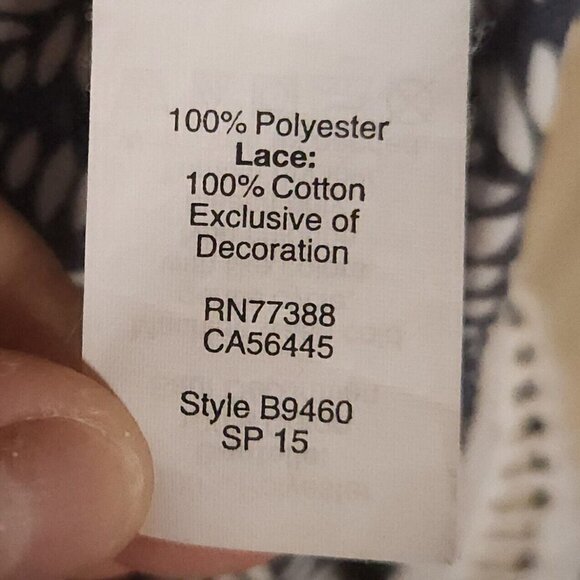 100% Polyester
Lace:
100% Cotton
Exclusive of
Decoration
RN77388
CA56445
Style B9460
SP 15